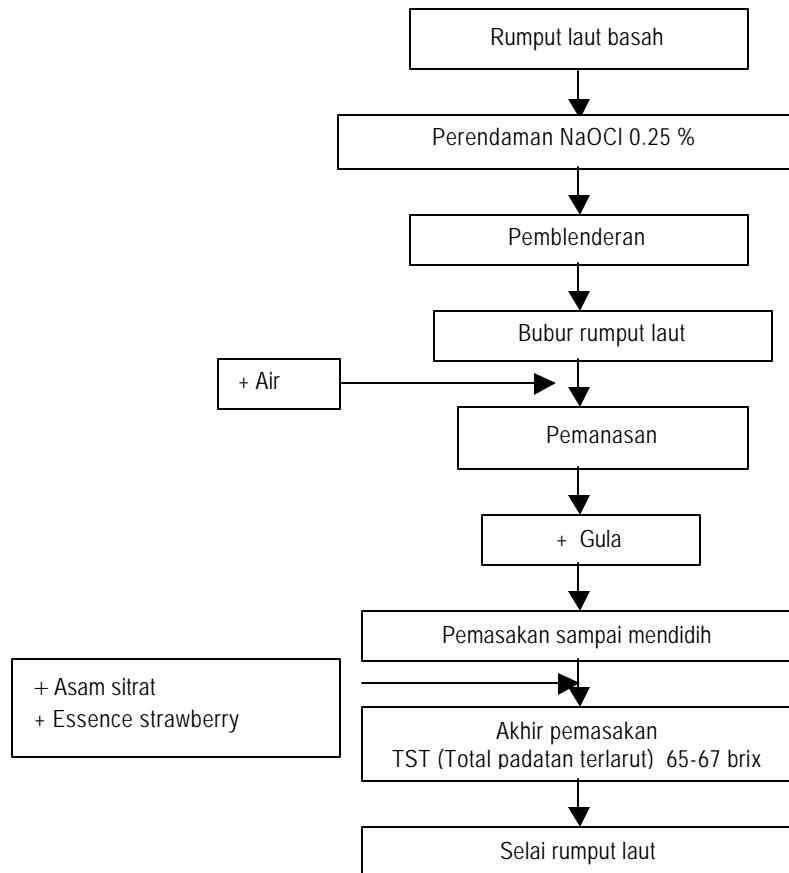 Rumput laut basah
Perendaman NaOCl 0.25 %
Pemblenderan
Bubur rumput laut
+ Air
Pemanasan
+ Gula
Pemasakan sampai mendidih
+ Asam sitrat
+ Essence strawberry
Akhir pemasakan
TST (Total padatan terlarut) 65-67 brix
Selai rumput laut